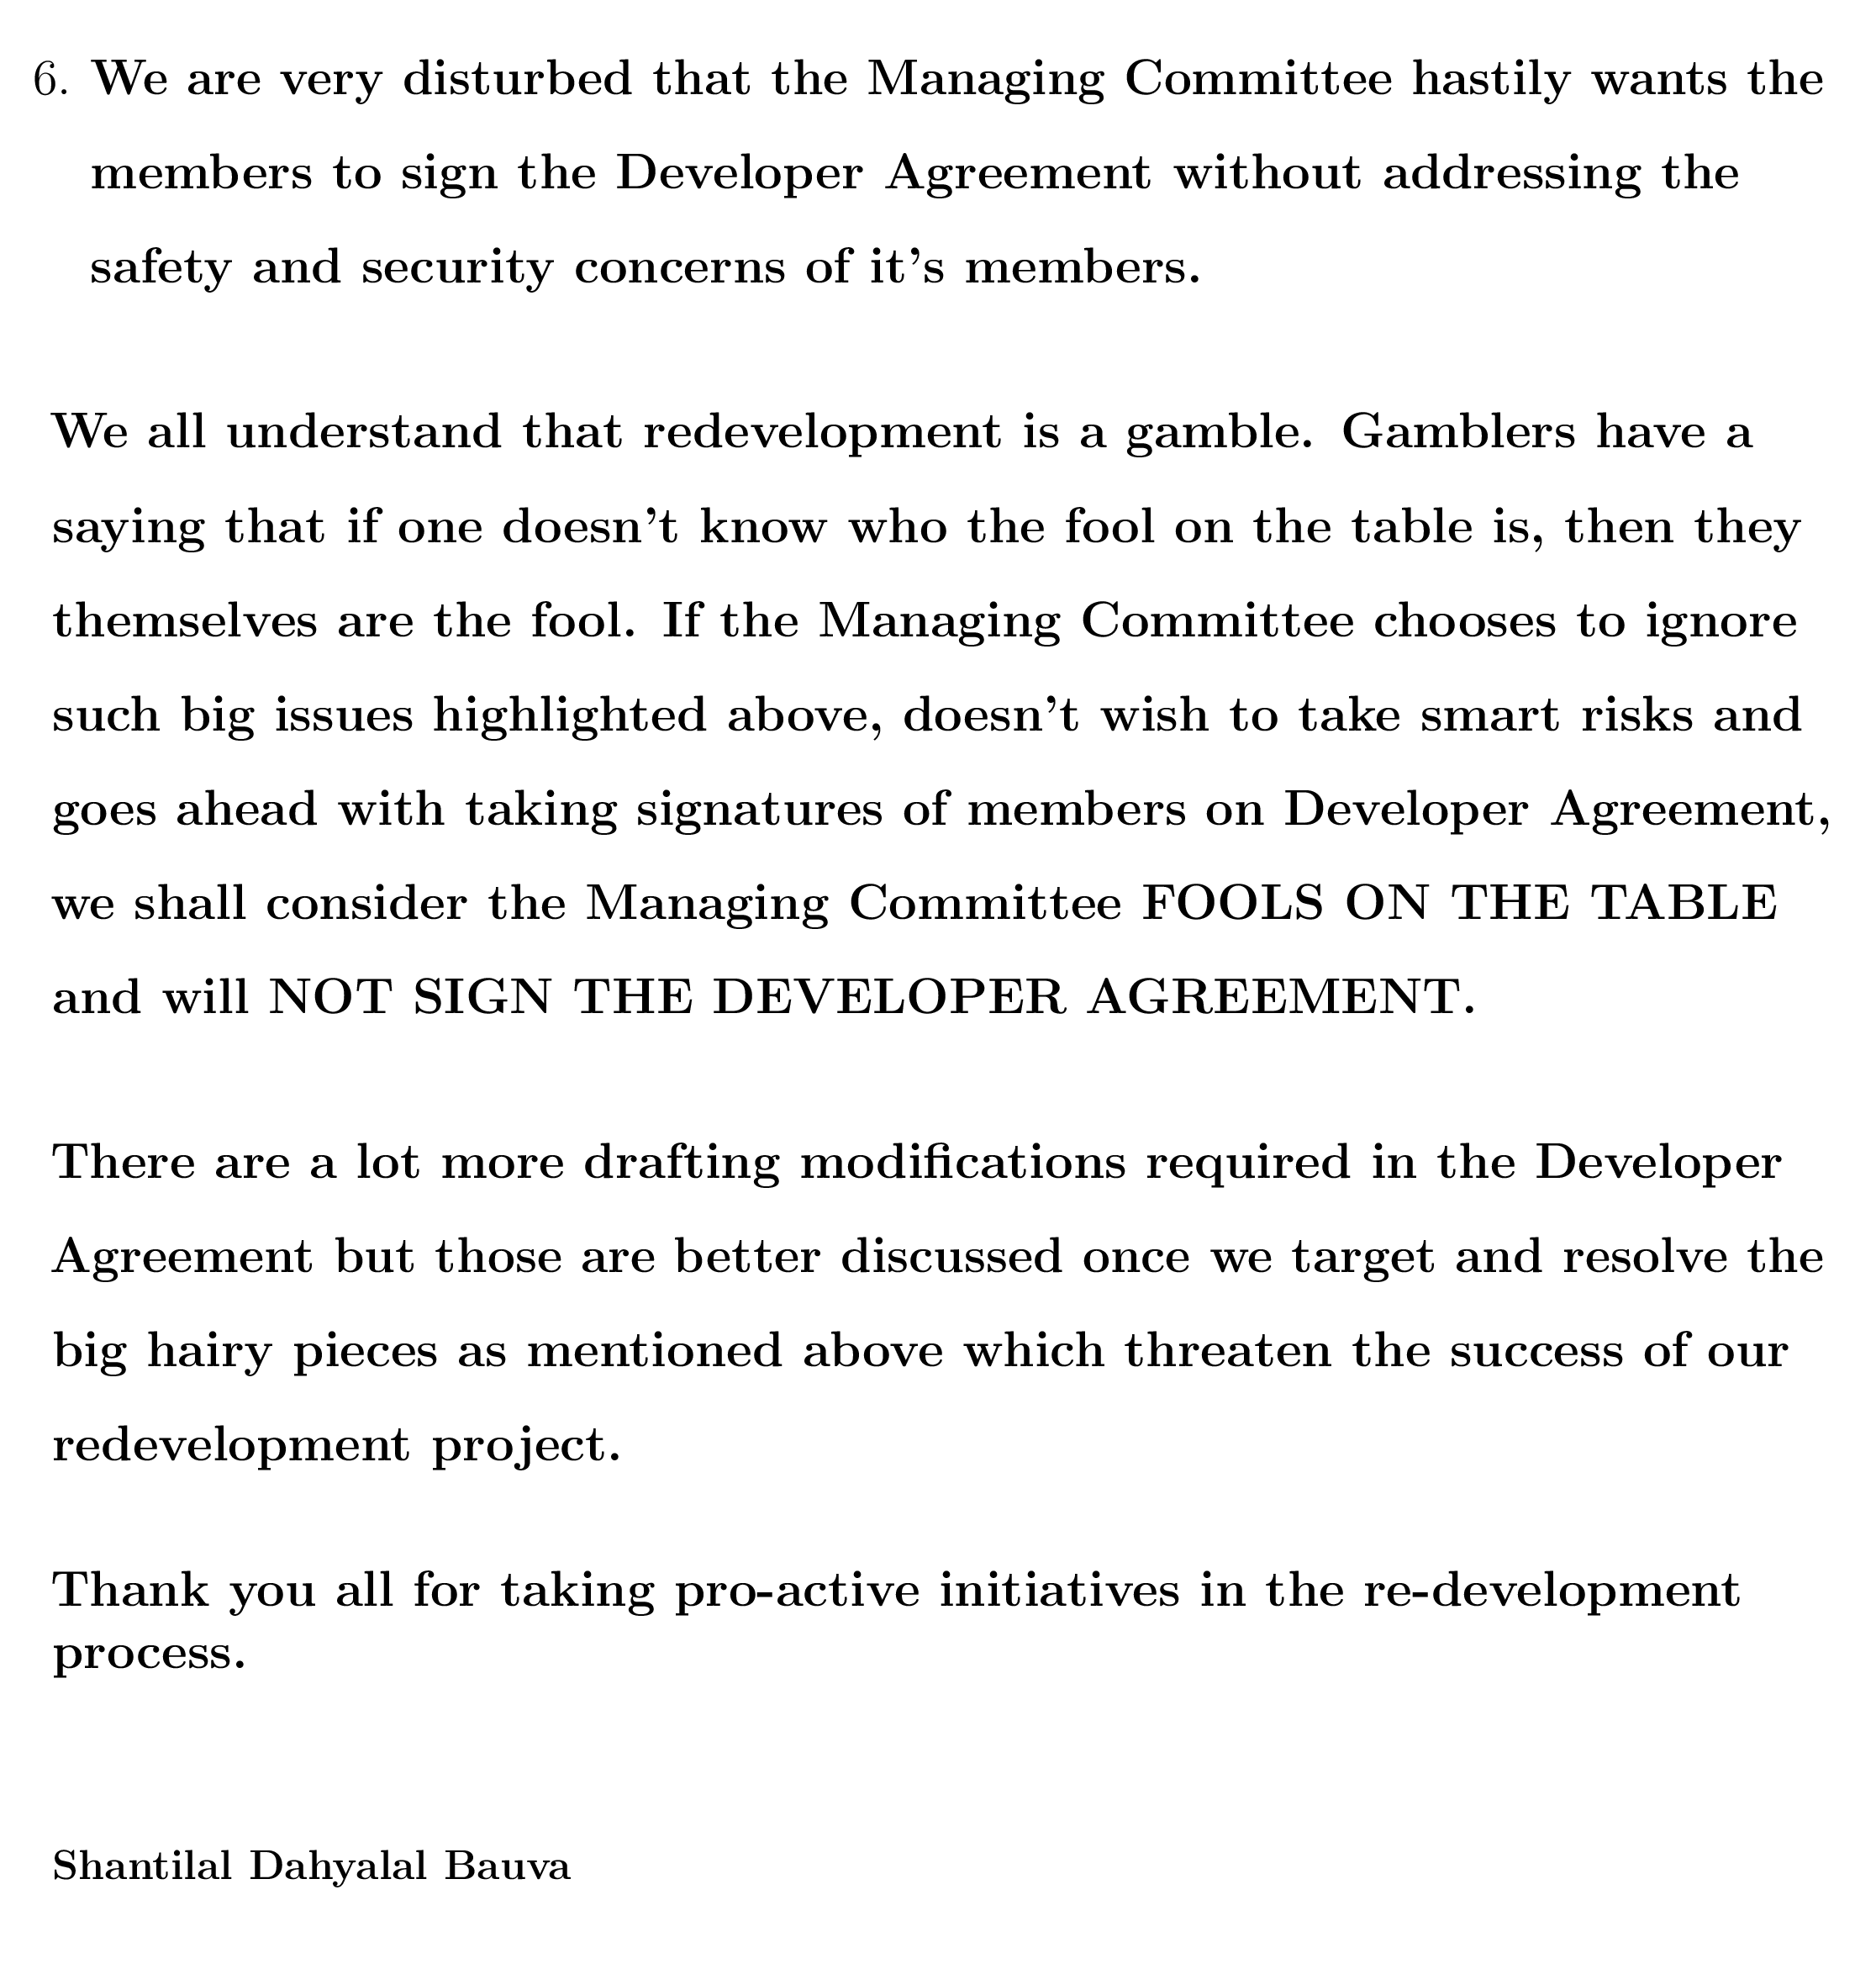 6. We are very disturbed that the Managing Committee hastily wants the
members to sign the Developer Agreement without addressing the
safety and security concerns of it's members.
We all understand that redevelopment is a gamble. Gamblers have a
saying that if one doesn't know who the fool on the table is, then they
themselves are the fool. If the Managing Committee chooses to ignore
such big issues highlighted above, doesn't wish to take smart risks and
goes ahead with taking signatures of members on Developer Agreement,
we shall consider the Managing Committee FOOLS ON THE TABLE
and will NOT SIGN THE DEVELOPER AGREEMENT.
There are a lot more drafting modifications required in the Developer
Agreement but those are better discussed once we target and resolve the
big hairy pieces as mentioned above which threaten the success of our
redevelopment project.
Thank you all for taking pro-active initiatives in the re-development
process.
Shantilal Dahyalal Bauva